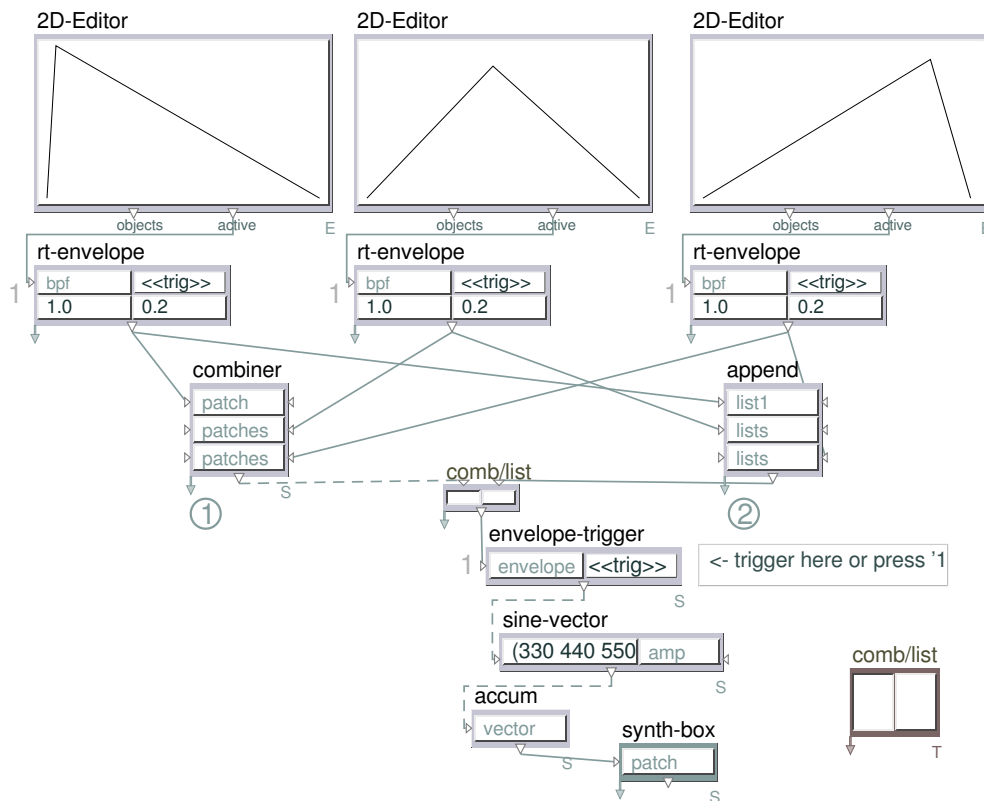 2D-Editor 2D-Editor 2D-Editor
objects active E objects active E objects active E
rt-envelope rt-envelope rt-envelope
1 bpf <<trig>> 1 bpf <<trig>> 1 bpf <<trig>>
1.0 0.2 1.0 0.2 1.0 0.2
combiner append
patch list1
patches lists
patches lists
comb/list
S
1 2
envelope-trigger
1 envelope <<trig>> <- trigger here or press '1
S
sine-vector
(330 440 550 amp comb/list
S
accum
vector synth-box
S patch T
S